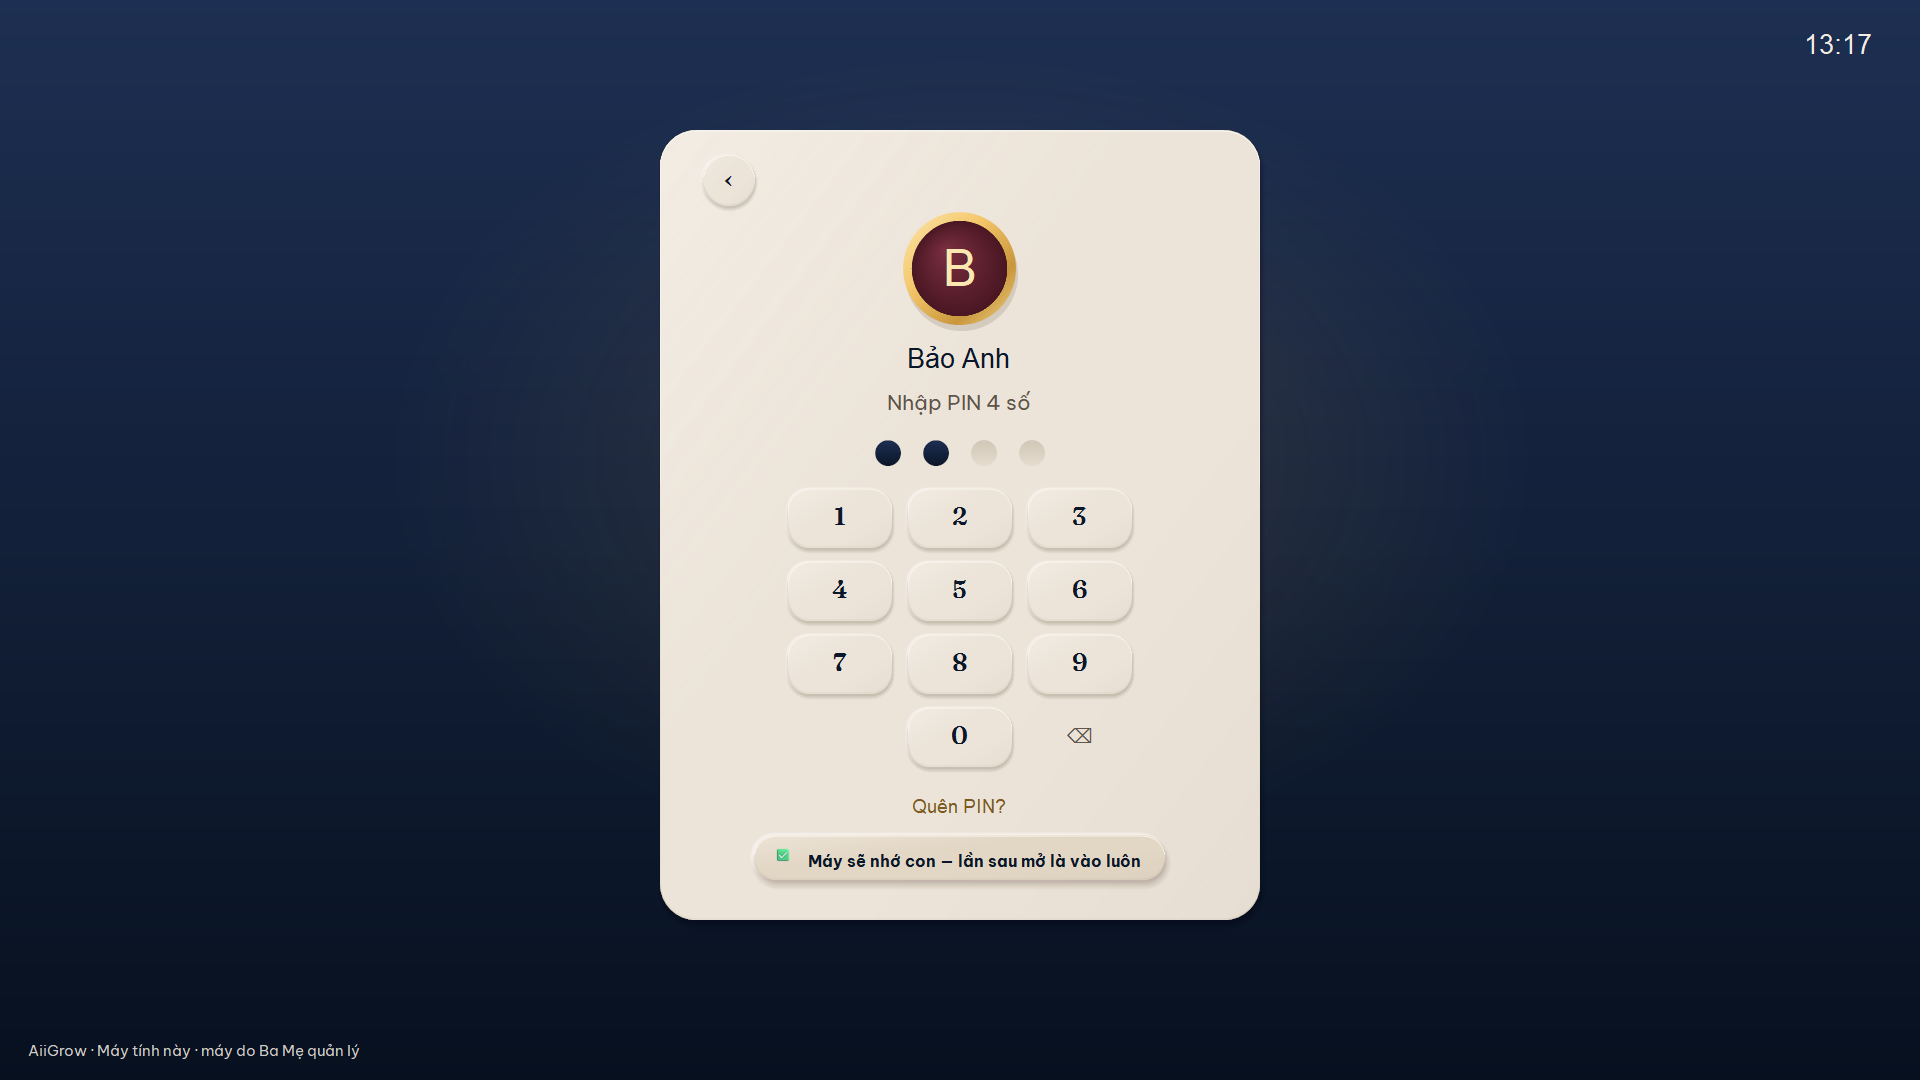 13:17
‹
B
Bảo Anh
Nhập PIN 4 số
1 2 3
4 5 6
7 8 9
0 ⌫
Quên PIN?
Máy sẽ nhớ con – lần sau mở là vào luôn
AiiGrow · Máy tính này · máy do Ba Mẹ quản lý